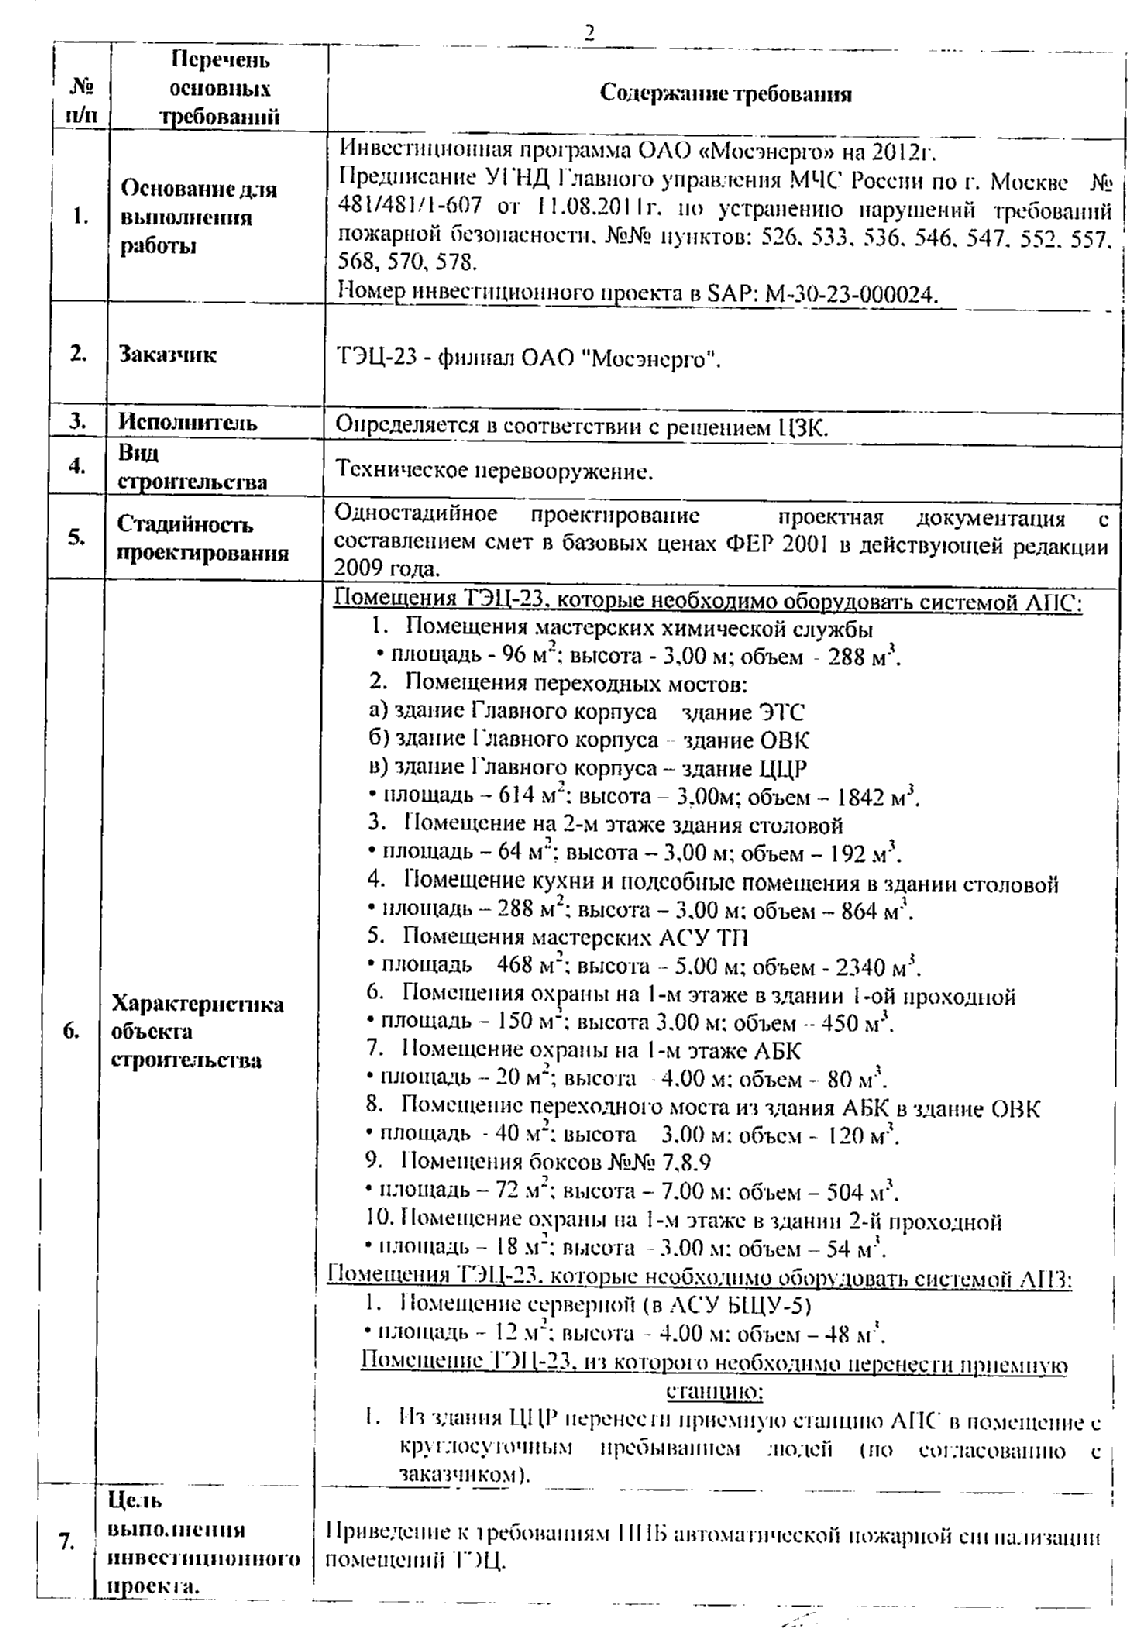 2
№
п/п
Перечень
основных
требований
Содержание требования
1.
Основание для
выполнения
работы
Инвестиционная программа ОАО «Мосэнерго» на 2012г.
Предписание УГНД Главного управления МЧС России по г. Москве №
481/481/1-607 от 11.08.2011г. по устранению нарушений требований
пожарной безопасности. №№ пунктов: 526, 533, 536, 546, 547, 552, 557,
568, 570, 578.
Номер инвестиционного проекта в SAP: М-30-23-000024.
2.
Заказчик
ТЭЦ-23 - филиал ОАО "Мосэнерго".
3.
Исполнитель
Определяется в соответствии с решением ЦЗК.
4.
Вид
строительства
Техническое перевооружение.
5.
Стадийность
проектирования
Одностадийное проектирование проектная документация с
составлением смет в базовых ценах ФЕР 2001 в действующей редакции
2009 года.
6.
Характеристика
объекта
строительства
Помещения ТЭЦ-23, которые необходимо оборудовать системой АПС:
1. Помещения мастерских химической службы
• площадь - 96 м²; высота - 3,00 м; объем - 288 м³.
2. Помещения переходных мостов:
а) здание Главного корпуса здание ЭТС
б) здание Главного корпуса – здание ОВК
в) здание Главного корпуса – здание ЦЦР
• площадь – 614 м²; высота – 3,00м; объем – 1842 м³.
3. Помещение на 2-м этаже здания столовой
• площадь – 64 м²; высота – 3,00 м; объем – 192 м³.
4. Помещение кухни и подсобные помещения в здании столовой
• площадь – 288 м²; высота – 3,00 м; объем – 864 м³.
5. Помещения мастерских АСУ ТП
• площадь 468 м²; высота – 5.00 м; объем - 2340 м³.
6. Помещения охраны на 1-м этаже в здании 1-ой проходной
• площадь – 150 м²; высота 3.00 м; объем – 450 м³.
7. Помещение охраны на 1-м этаже АБК
• площадь – 20 м²; высота - 4.00 м; объем – 80 м³.
8. Помещение переходного моста из здания АБК в здание ОВК
• площадь - 40 м²; высота 3.00 м; объем - 120 м³.
9. Помещения боксов №№ 7,8,9
• площадь – 72 м²; высота – 7.00 м; объем – 504 м³.
10. Помещение охраны на 1-м этаже в здании 2-й проходной
• площадь – 18 м²; высота – 3.00 м; объем – 54 м³.
Помещения ТЭЦ-23, которые необходимо оборудовать системой АПЗ:
1. Помещение серверной (в АСУ БЩУ-5)
• площадь – 12 м²; высота – 4.00 м; объем – 48 м³.
Помещение ТЭЦ-23, из которого необходимо перенести приемную
станцию:
1. Из здания ЦЦР перенести приемную станцию АПС в помещение с
круглосуточным пребыванием людей (по согласованию с
заказчиком).
7.
Цель
выполнения
инвестиционного
проекта.
Приведение к требованиям ППБ автоматической пожарной сигнализации
помещений ТЭЦ.